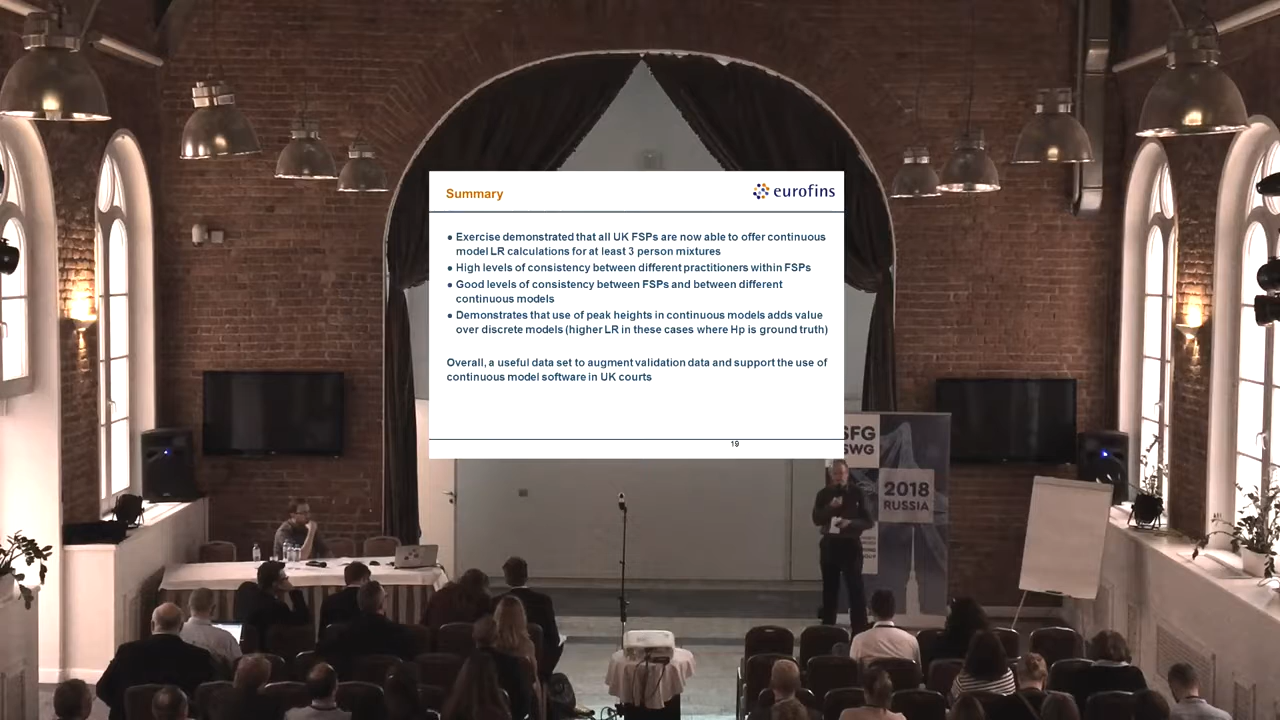 Summary
eurofins
● Exercise demonstrated that all UK FSPs are now able to offer continuous
model LR calculations for at least 3 person mixtures
● High levels of consistency between different practitioners within FSPs
● Good levels of consistency between FSPs and between different
continuous models
● Demonstrates that use of peak heights in continuous models adds value
over discrete models (higher LR in these cases where Hp is ground truth)
Overall, a useful data set to augment validation data and support the use of
continuous model software in UK courts
19
SFG
SWG
2018
RUSSIA